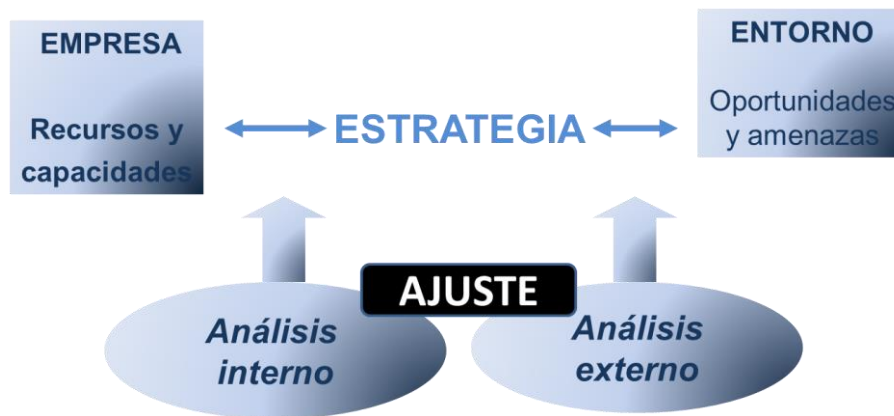 EMPRESA
Recursos y
capacidades
ESTRATEGIA
ENTORNO
Oportunidades
y amenazas
AJUSTE
Análisis
interno
Análisis
externo